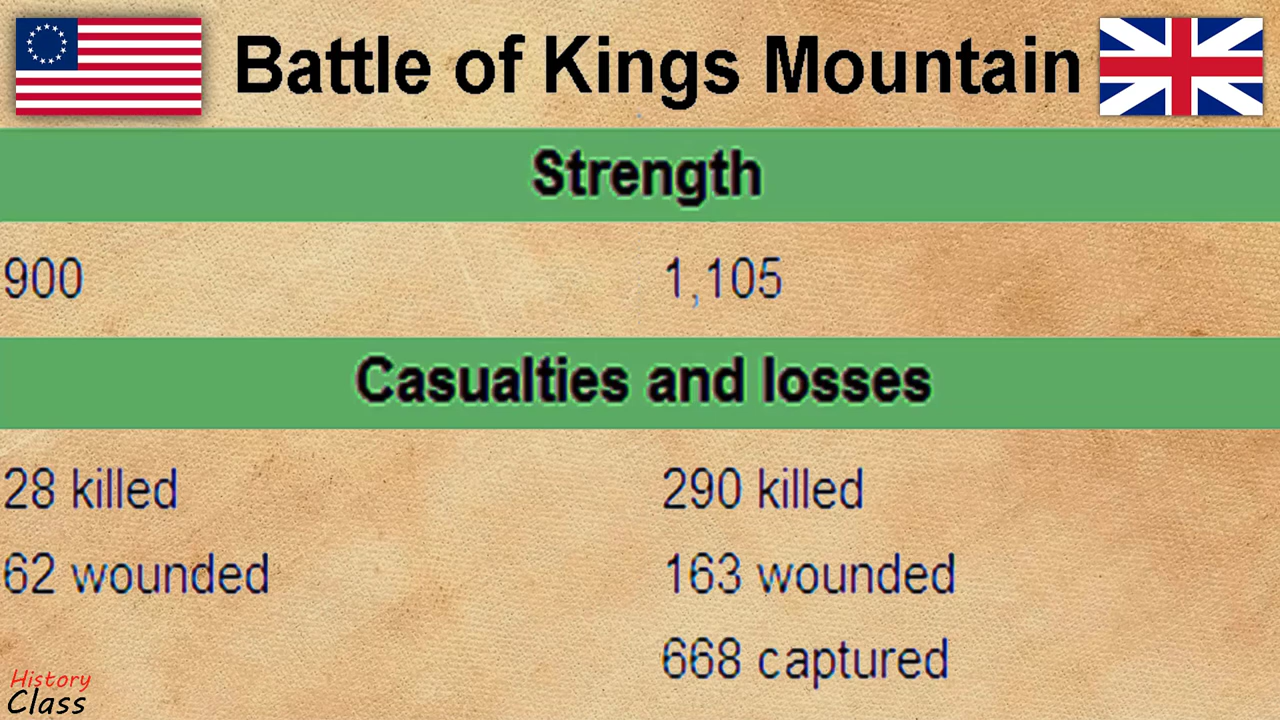 Battle of Kings Mountain
Strength
900 1,105
Casualties and losses
28 killed 290 killed
62 wounded 163 wounded
668 captured
History
Class